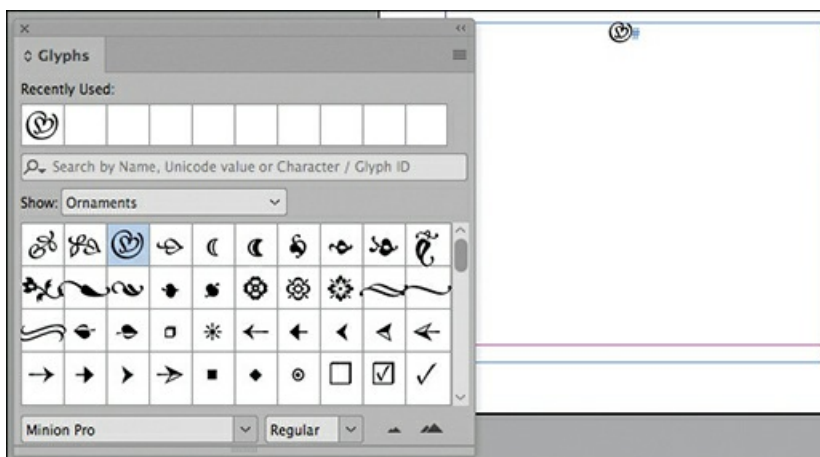 Glyphs
Recently Used:
Search by Name, Unicode value or Character / Glyph ID
Show: Ornaments
Minion Pro Regular